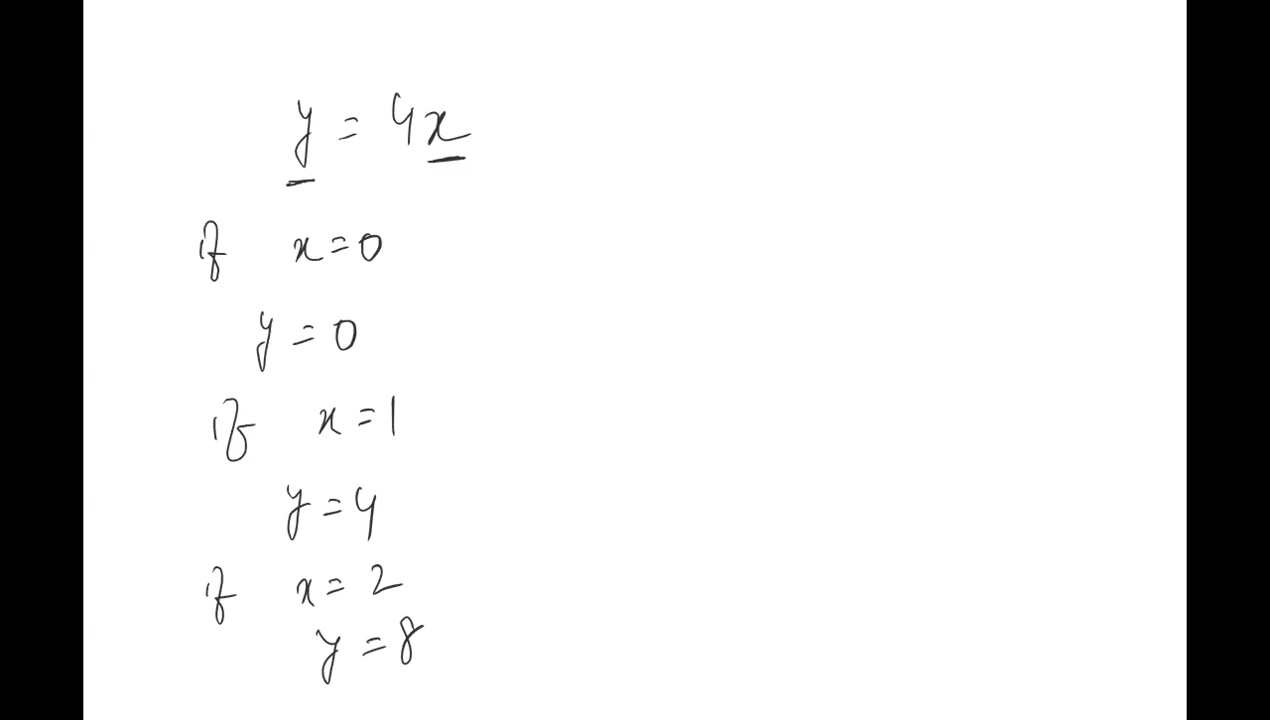 y = 4x
if x=0
y = 0
if x = 1
y = 4
if x = 2
y = 8